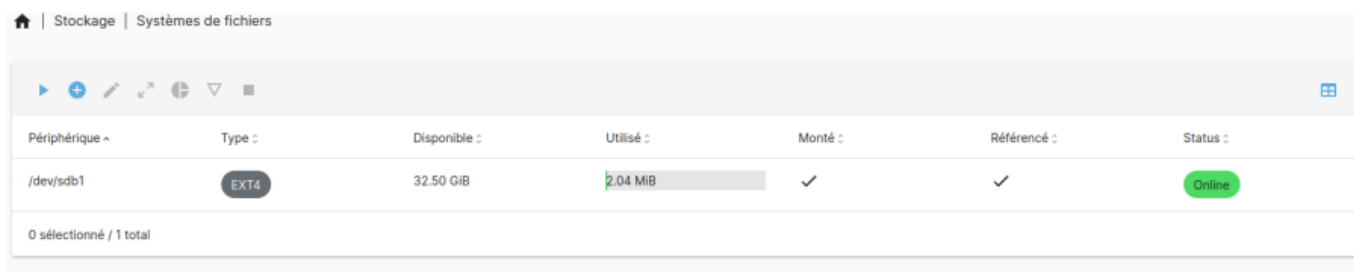 Stockage | Systèmes de fichiers
Périphérique Type Disponible Utilisé Monté Référencé Status
/dev/sdb1 EXT4 32.50 GiB 2.04 MiB Online
0 sélectionné / 1 total